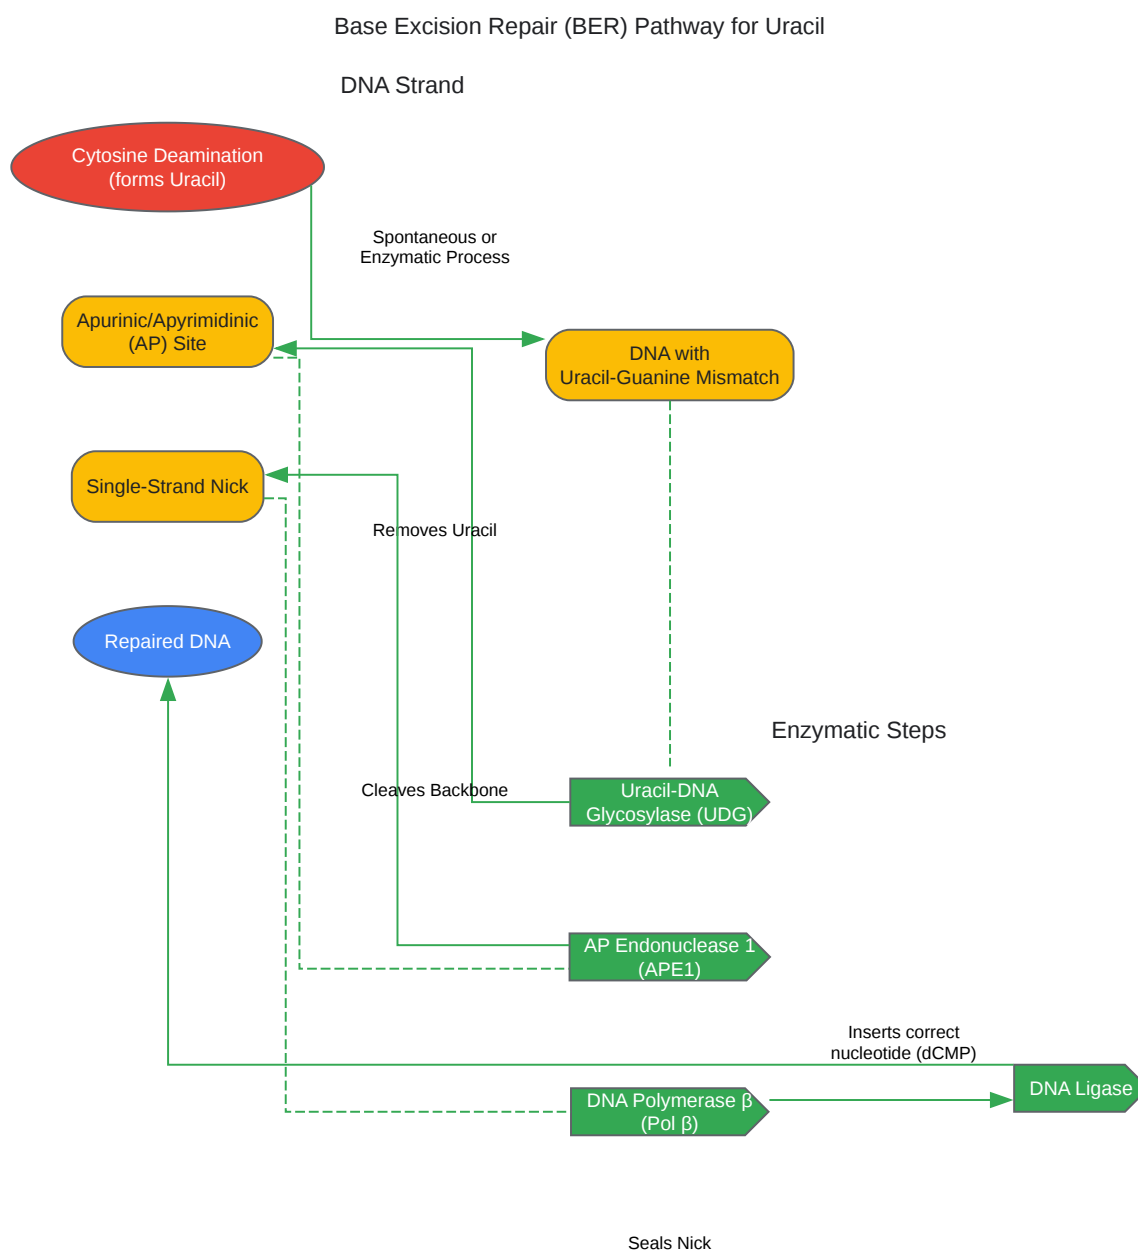 Base Excision Repair (BER) Pathway for Uracil
DNA Strand
Cytosine Deamination
(forms Uracil)
Spontaneous or
Enzymatic Process
Apurinic/Apyrimidinic
(AP) Site
DNA with
Uracil-Guanine Mismatch
Single-Strand Nick
Removes Uracil
Repaired DNA
Enzymatic Steps
Cleaves Backbone
Uracil-DNA
Glycosylase (UDG)
AP Endonuclease 1
(APE1)
Inserts correct
nucleotide (dCMP)
DNA Ligase
DNA Polymerase β
(Pol β)
Seals Nick